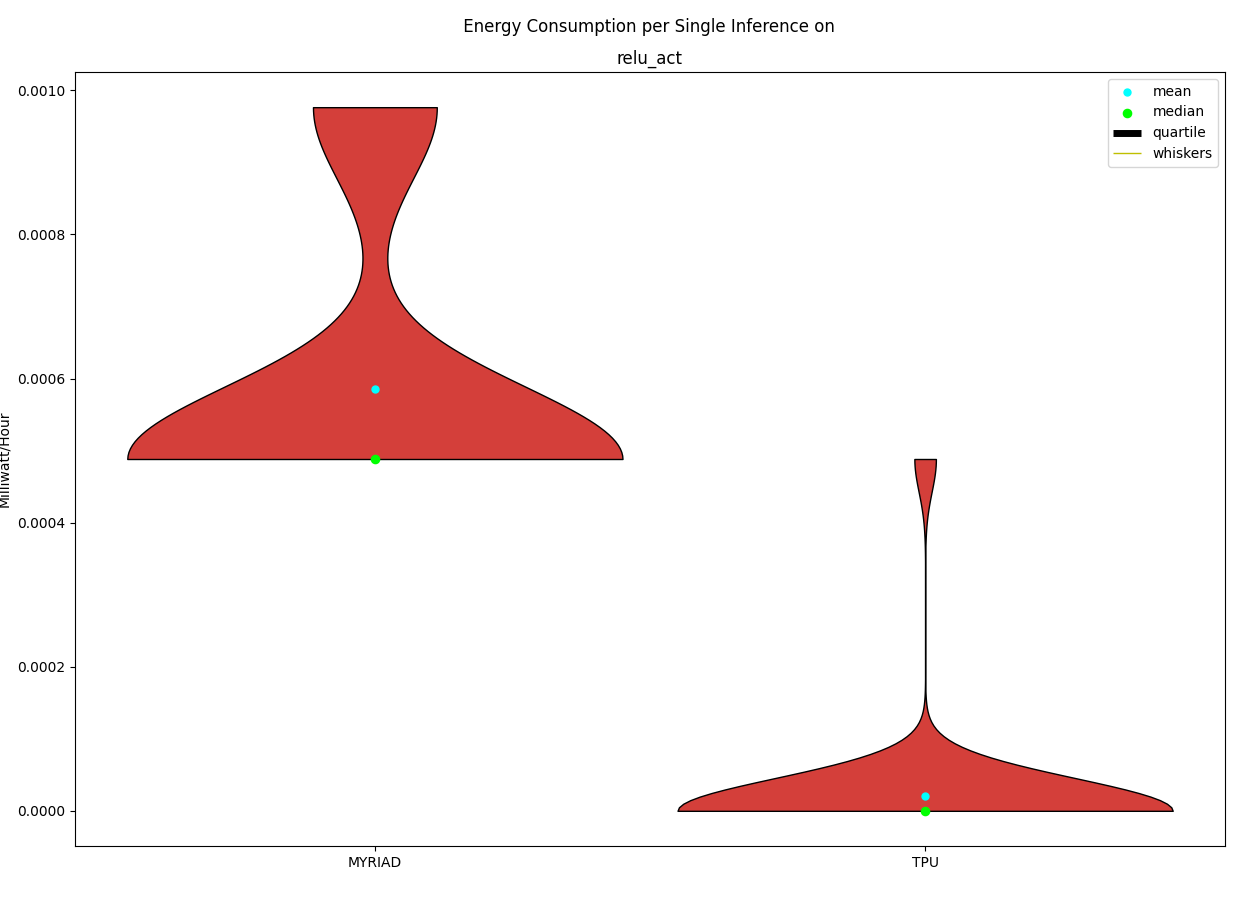 Energy Consumption per Single Inference on
relu_act
mean
median
quartile
whiskers
0.0010
0.0008
0.0006
0.0004
0.0002
0.0000
Milliwatt/Hour
MYRIAD
TPU